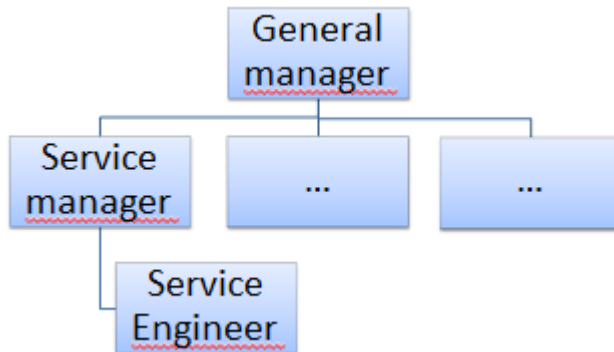 General
manager
Service
manager
...
...
Service
Engineer